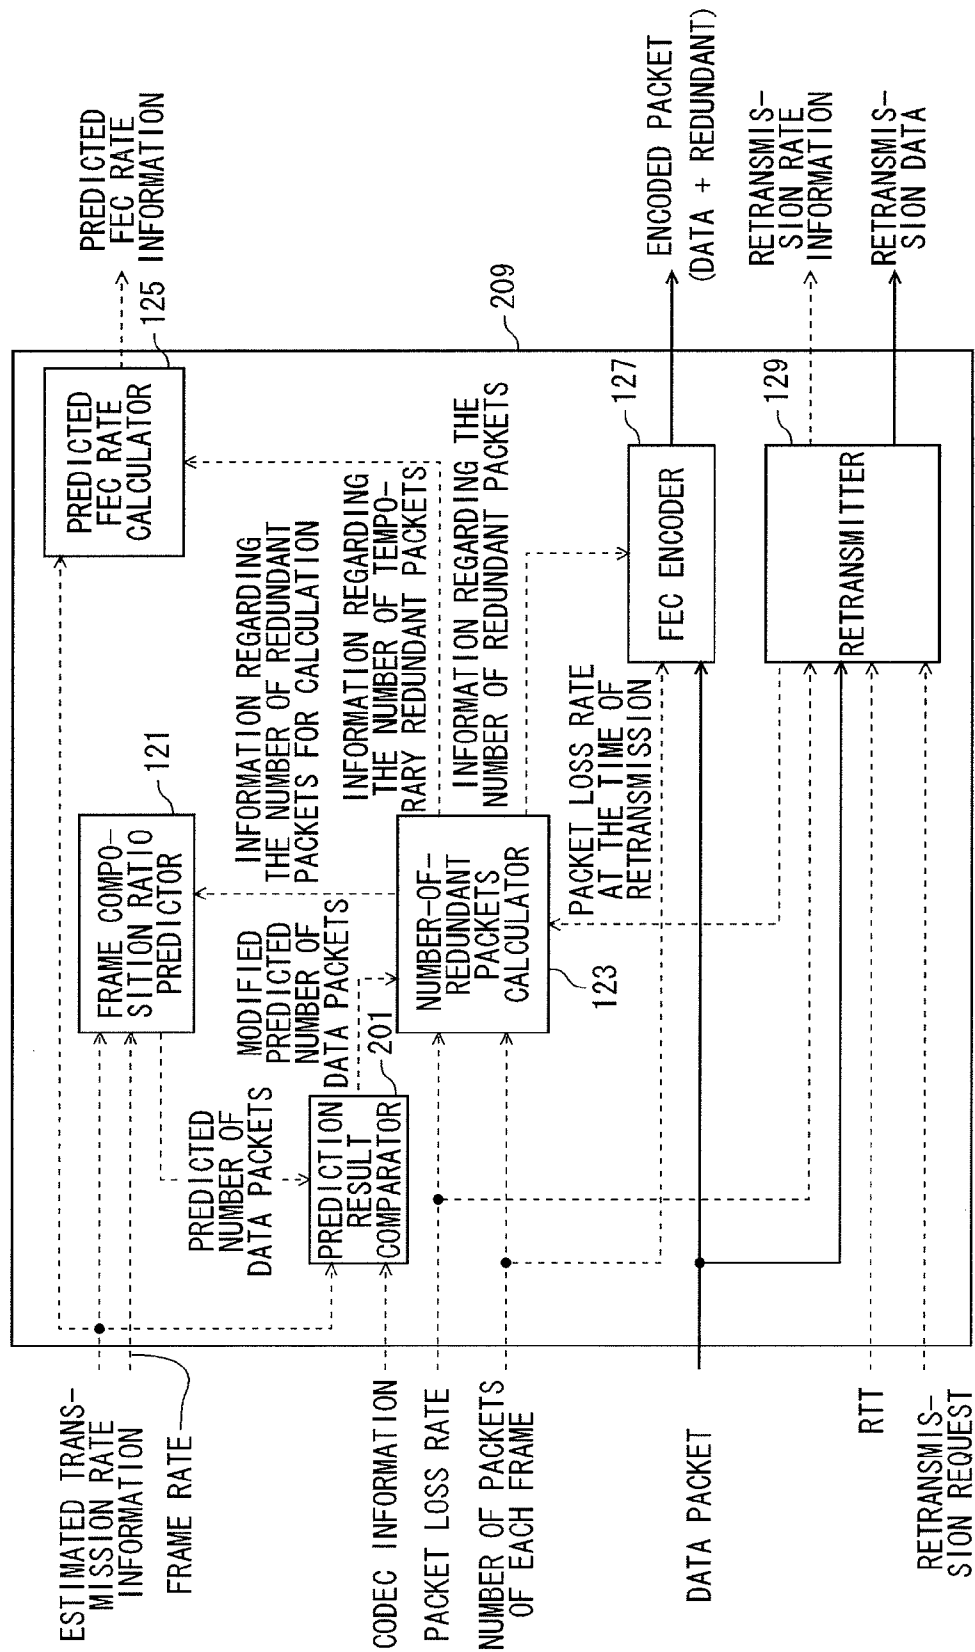 ESTIMATED TRANS-
MISSION RATE
INFORMATION
FRAME RATE
CODEC INFORMATION
PACKET LOSS RATE
NUMBER OF PACKETS
OF EACH FRAME
DATA PACKET
RTT
RETRANSMIS-
SION REQUEST
PREDICTED
NUMBER OF
DATA PACKETS
PREDICTION
RESULT
COMPARATOR
201
MODIFIED
PREDICTED
NUMBER OF
DATA PACKETS
FRAME COMPO-
SITION RATIO
PREDICTOR
121
NUMBER-OF-
REDUNDANT
PACKETS
CALCULATOR
123
INFORMATION REGARDING
THE NUMBER OF REDUNDANT
PACKETS FOR CALCULATION
INFORMATION REGARDING
THE NUMBER OF TEMPO-
RARY REDUNDANT PACKETS
INFORMATION REGARDING THE
NUMBER OF REDUNDANT PACKETS
PACKET LOSS RATE
AT THE TIME OF
RETRANSMISSION
PREDICTED
FEC RATE
CALCULATOR
125
FEC ENCODER
127
RETRANSMITTER
129
209
PREDICTED
FEC RATE
INFORMATION
ENCODED PACKET
(DATA + REDUNDANT)
RETRANSMIS-
SION RATE
INFORMATION
RETRANSMIS-
SION DATA